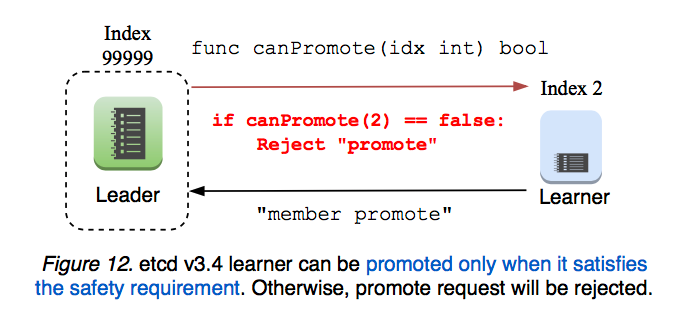 Index
99999
func canPromote(idx int) bool
Index 2
if canPromote(2) == false:
Reject "promote"
Leader
Learner
"member promote"
Figure 12. etcd v3.4 learner can be promoted only when it satisfies
the safety requirement. Otherwise, promote request will be rejected.